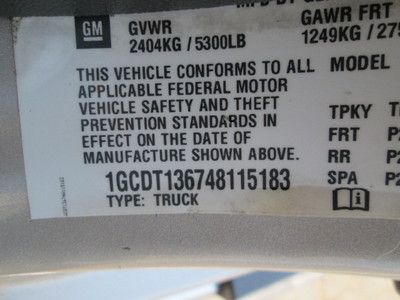 GM
GVWR
2404KG / 5300LB
GAWR FRT
1249KG /
THIS VEHICLE CONFORMS TO ALL
APPLICABLE FEDERAL MOTOR
VEHICLE SAFETY AND THEFT
PREVENTION STANDARDS IN
EFFECT ON THE DATE OF
MANUFACTURE SHOWN ABOVE.
1GCDT136748115183
TYPE: TRUCK
MODEL
TPKY
FRT
RR
SPA